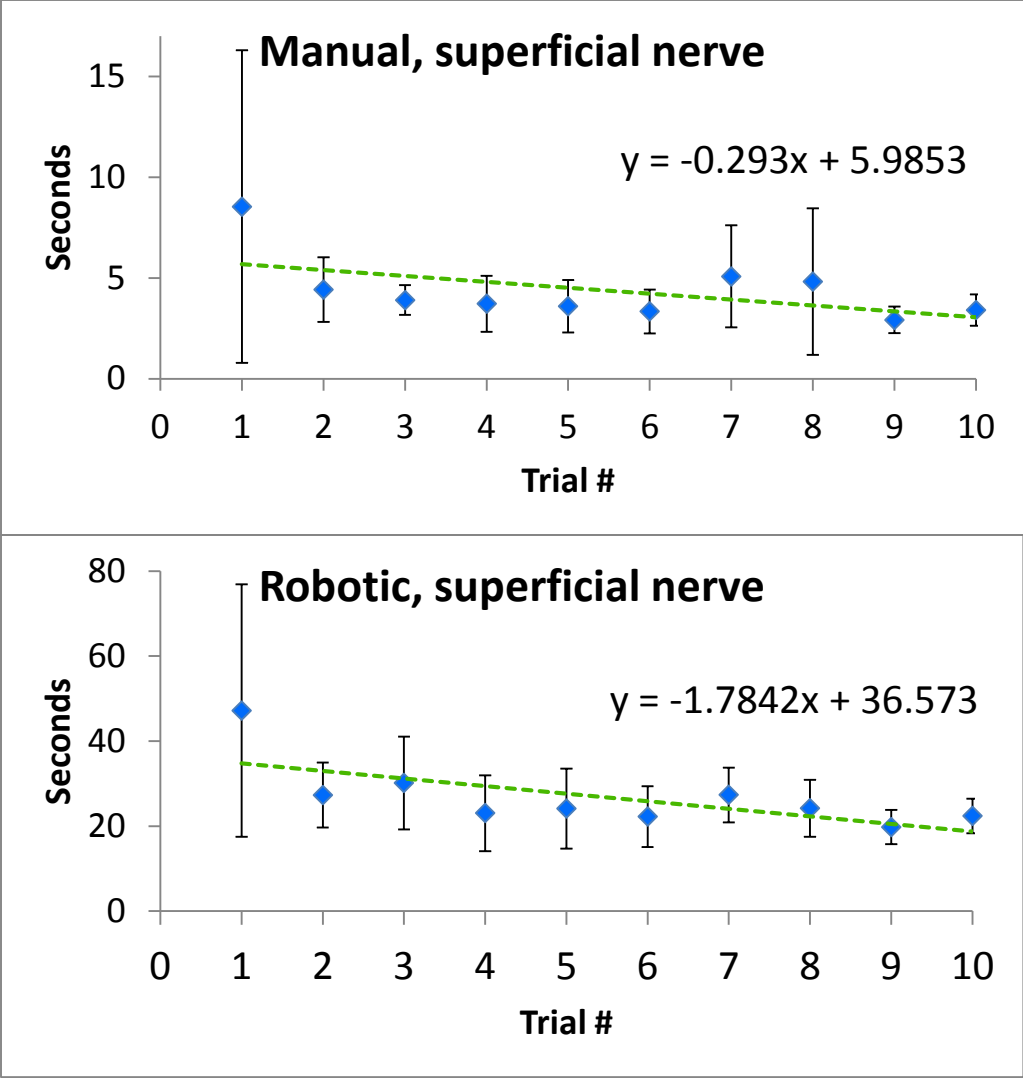 Manual, superficial nerve
15
10
5
0
Seconds
y = -0.293x + 5.9853
0 1 2 3 4 5 6 7 8 9 10
Trial #
Robotic, superficial nerve
80
60
40
20
0
Seconds
y = -1.7842x + 36.573
0 1 2 3 4 5 6 7 8 9 10
Trial #